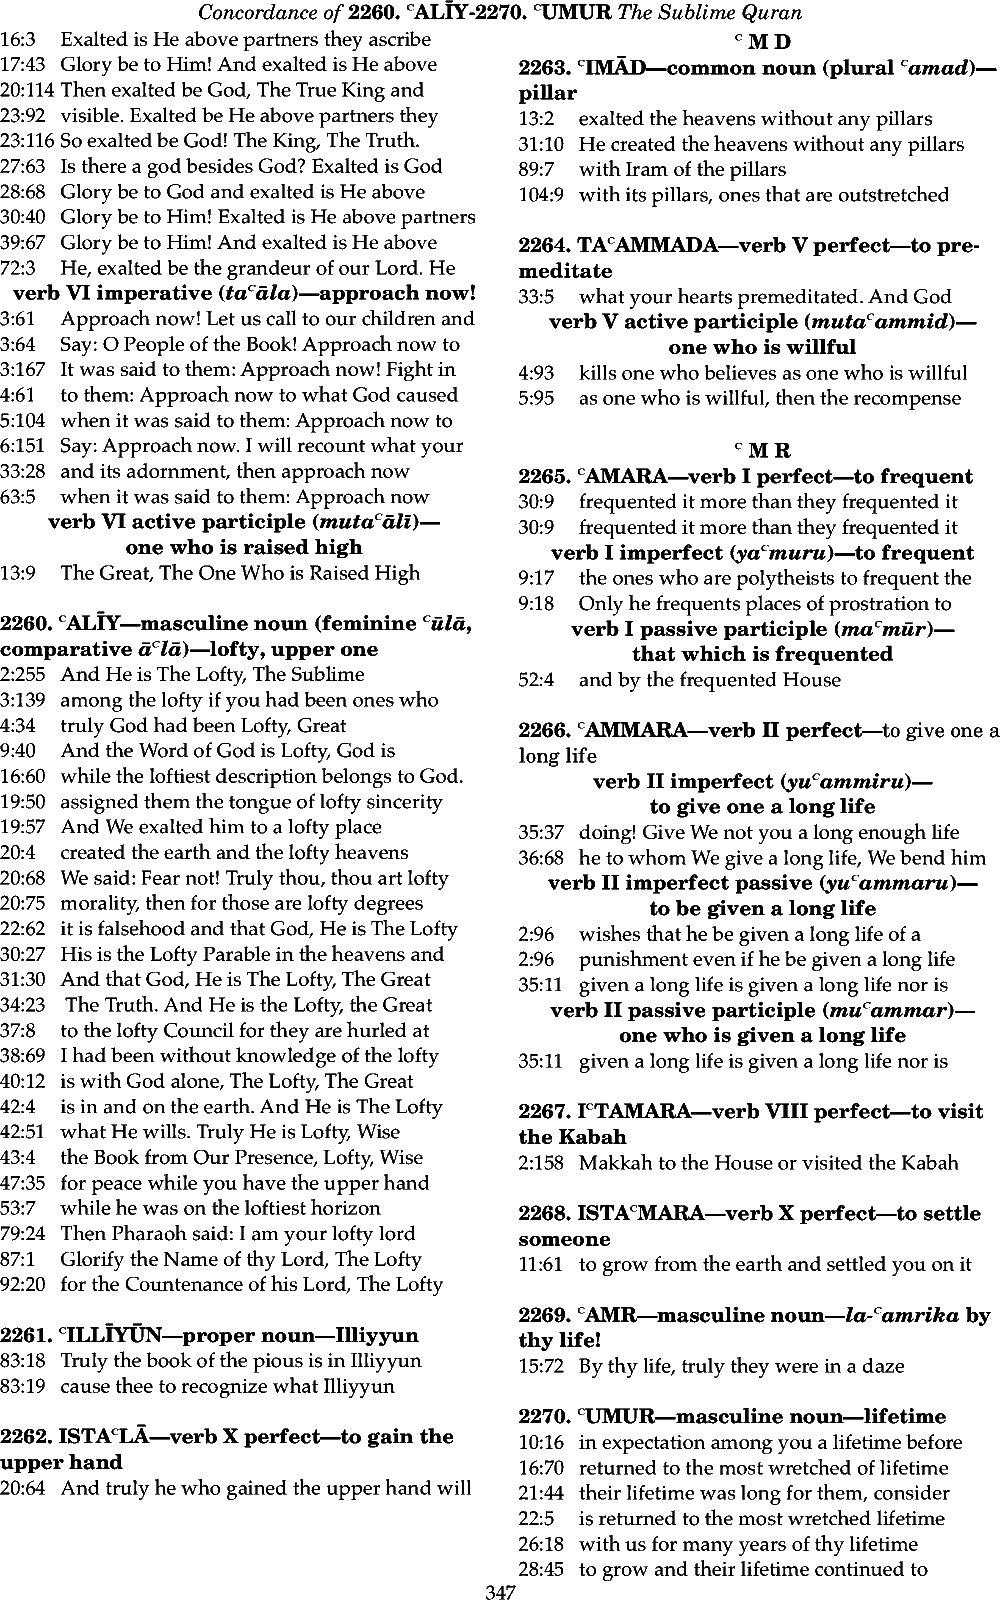 Concordance of 2260. ᶜALĪY-2270. ᶜUMUR The Sublime Quran
16:3 Exalted is He above partners they ascribe
17:43 Glory be to Him! And exalted is He above
20:114 Then exalted be God, The True King and
23:92 visible. Exalted be He above partners they
23:116 So exalted be God! The King, The Truth.
27:63 Is there a god besides God? Exalted is God
28:68 Glory be to God and exalted is He above
30:40 Glory be to Him! Exalted is He above partners
39:67 Glory be to Him! And exalted is He above
72:3 He, exalted be the grandeur of our Lord. He
verb VI imperative (taᶜāla)—approach now!
3:61 Approach now! Let us call to our children and
3:64 Say: O People of the Book! Approach now to
3:167 It was said to them: Approach now! Fight in
4:61 to them: Approach now to what God caused
5:104 when it was said to them: Approach now to
6:151 Say: Approach now. I will recount what your
33:28 and its adornment, then approach now
63:5 when it was said to them: Approach now
verb VI active participle (mutaᶜālī)—
one who is raised high
13:9 The Great, The One Who is Raised High
2260. ᶜALĪY—masculine noun (feminine ᶜūlā,
comparative āᶜlā)—lofty, upper one
2:255 And He is The Lofty, The Sublime
3:139 among the lofty if you had been ones who
4:34 truly God had been Lofty, Great
9:40 And the Word of God is Lofty, God is
16:60 while the loftiest description belongs to God.
19:50 assigned them the tongue of lofty sincerity
19:57 And We exalted him to a lofty place
20:4 created the earth and the lofty heavens
20:68 We said: Fear not! Truly thou, thou art lofty
20:75 morality, then for those are lofty degrees
22:62 it is falsehood and that God, He is The Lofty
30:27 His is the Lofty Parable in the heavens and
31:30 And that God, He is The Lofty, The Great
34:23 The Truth. And He is the Lofty, the Great
37:8 to the lofty Council for they are hurled at
38:69 I had been without knowledge of the lofty
40:12 is with God alone, The Lofty, The Great
42:4 is in and on the earth. And He is The Lofty
42:51 what He wills. Truly He is Lofty, Wise
43:4 the Book from Our Presence, Lofty, Wise
47:35 for peace while you have the upper hand
53:7 while he was on the loftiest horizon
79:24 Then Pharaoh said: I am your lofty lord
87:1 Glorify the Name of thy Lord, The Lofty
92:20 for the Countenance of his Lord, The Lofty
2261. ᶜILLĪYŪN—proper noun—Illiyyun
83:18 Truly the book of the pious is in Illiyyun
83:19 cause thee to recognize what Illiyyun
2262. ISTAᶜLĀ—verb X perfect—to gain the
upper hand
20:64 And truly he who gained the upper hand will
ᶜ M D
2263. ᶜIMĀD—common noun (plural ᶜamad)—
pillar
13:2 exalted the heavens without any pillars
31:10 He created the heavens without any pillars
89:7 with Iram of the pillars
104:9 with its pillars, ones that are outstretched
2264. TAᶜAMMADA—verb V perfect—to pre-
meditate
33:5 what your hearts premeditated. And God
verb V active participle (mutaᶜammid)—
one who is willful
4:93 kills one who believes as one who is willful
5:95 as one who is willful, then the recompense
ᶜ M R
2265. ᶜAMARA—verb I perfect—to frequent
30:9 frequented it more than they frequented it
30:9 frequented it more than they frequented it
verb I imperfect (yaᶜmuru)—to frequent
9:17 the ones who are polytheists to frequent the
9:18 Only he frequents places of prostration to
verb I passive participle (maᶜmūr)—
that which is frequented
52:4 and by the frequented House
2266. ᶜAMMARA—verb II perfect—to give one a
long life
verb II imperfect (yuᶜammiru)—
to give one a long life
35:37 doing! Give We not you a long enough life
36:68 he to whom We give a long life, We bend him
verb II imperfect passive (yuᶜammaru)—
to be given a long life
2:96 wishes that he be given a long life of a
2:96 punishment even if he be given a long life
35:11 given a long life is given a long life nor is
verb II passive participle (muᶜammar)—
one who is given a long life
35:11 given a long life is given a long life nor is
2267. IᶜTAMARA—verb VIII perfect—to visit
the Kabah
2:158 Makkah to the House or visited the Kabah
2268. ISTAᶜMARA—verb X perfect—to settle
someone
11:61 to grow from the earth and settled you on it
2269. ᶜAMR—masculine noun—la-ᶜamrika by
thy life!
15:72 By thy life, truly they were in a daze
2270. ᶜUMUR—masculine noun—lifetime
10:16 in expectation among you a lifetime before
16:70 returned to the most wretched of lifetime
21:44 their lifetime was long for them, consider
22:5 is returned to the most wretched lifetime
26:18 with us for many years of thy lifetime
28:45 to grow and their lifetime continued to
347